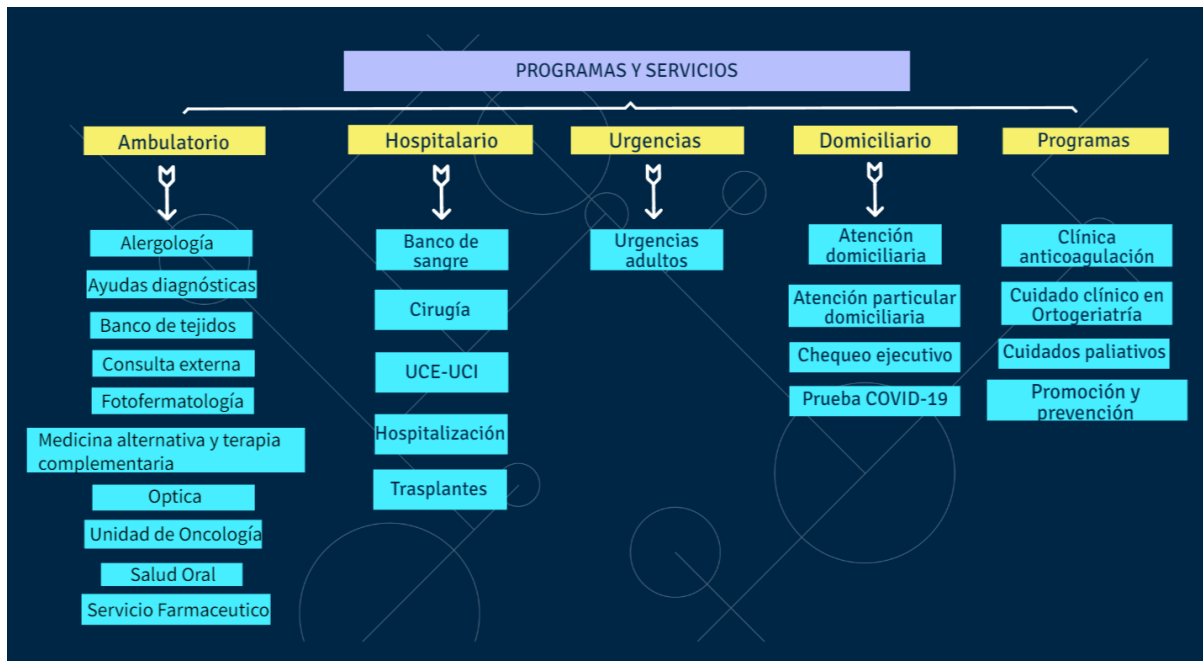 PROGRAMAS Y SERVICIOS
Ambulatorio
Alergología
Ayudas diagnósticas
Banco de tejidos
Consulta externa
Fotofermatología
Medicina alternativa y terapia
complementaria
Optica
Unidad de Oncología
Salud Oral
Servicio Farmaceutico
Hospitalario
Banco de
sangre
Cirugía
UCE-UCI
Hospitalización
Trasplantes
Urgencias
Urgencias
adultos
Domiciliario
Atención
domiciliaria
Atención particular
domiciliaria
Chequeo ejecutivo
Prueba COVID-19
Programas
Clínica
anticoagulación
Cuidado clínico en
Ortogeriatría
Cuidados paliativos
Promoción y
prevención